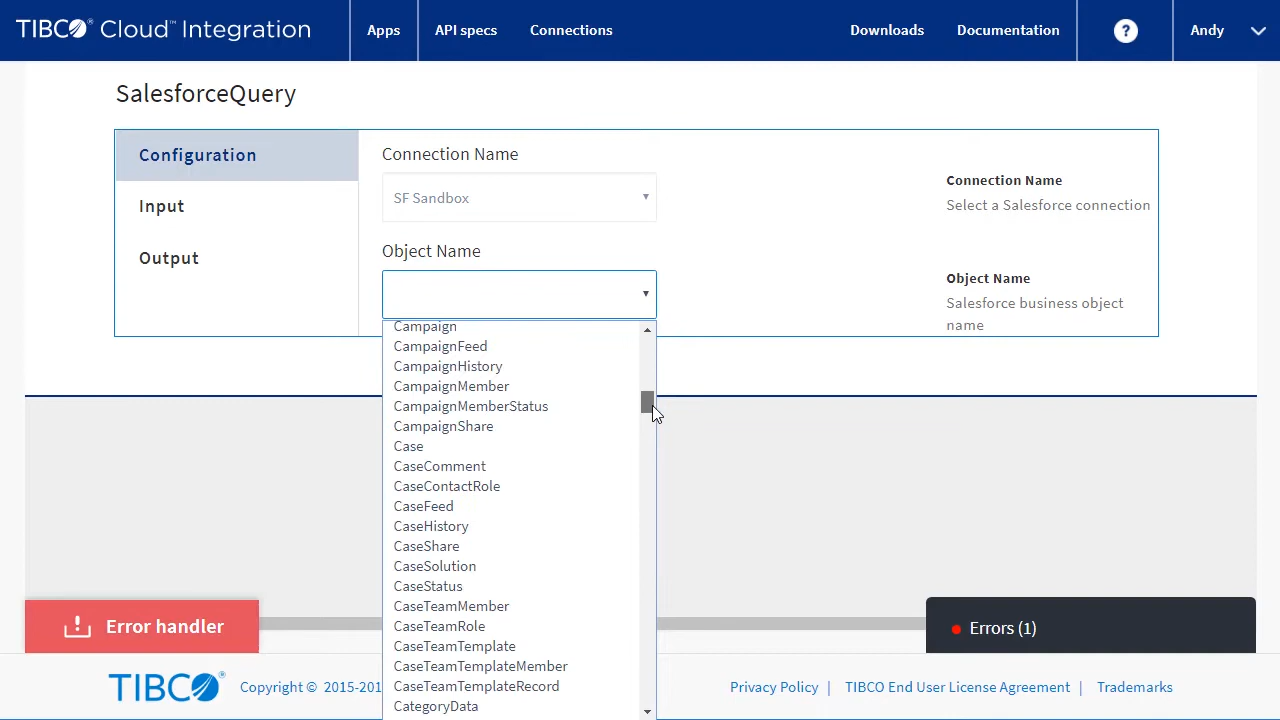 TIBCO® Cloud™ Integration
Apps
API specs
Connections
Downloads
Documentation
?
Andy
SalesforceQuery
Configuration
Input
Output
Connection Name
SF Sandbox
Object Name
Connection Name
Select a Salesforce connection
Object Name
Salesforce business object
name
Campaign
CampaignFeed
CampaignHistory
CampaignMember
CampaignMemberStatus
CampaignShare
Case
CaseComment
CaseContactRole
CaseFeed
CaseHistory
CaseShare
CaseSolution
CaseStatus
CaseTeamMember
CaseTeamRole
CaseTeamTemplate
CaseTeamTemplateMember
CaseTeamTemplateRecord
CategoryData
Error handler
Errors (1)
TIBCO®
Copyright © 2015-201
Privacy Policy | TIBCO End User License Agreement | Trademarks